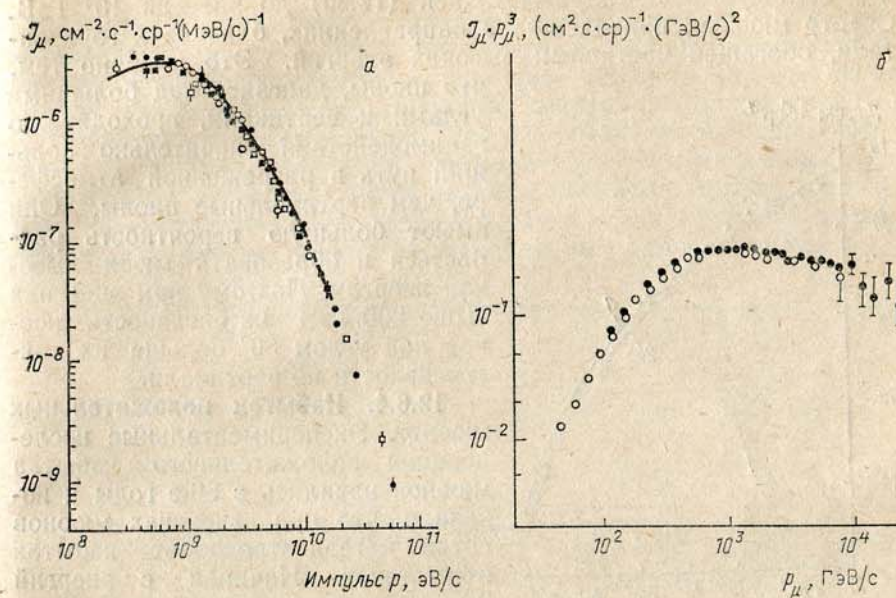 J_μ, см⁻²·с⁻¹·ср⁻¹(МэВ/с)⁻¹
а
10⁻⁶
10⁻⁷
10⁻⁸
10⁻⁹
10⁸ 10⁹ 10¹⁰ 10¹¹
Импульс р, эВ/с
J_μ·p_μ³, (см²·с·ср)⁻¹·(ГэВ/с)²
б
10⁻¹
10⁻²
10² 10³ 10⁴
p_μ, ГэВ/с